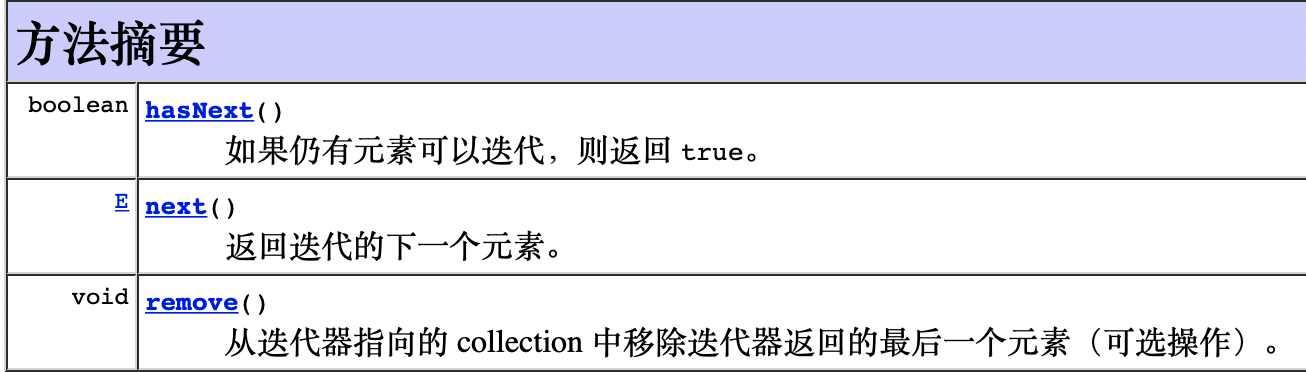 方法摘要
boolean hasNext()
如果仍有元素可以迭代，则返回 true。
E next()
返回迭代的下一个元素。
void remove()
从迭代器指向的 collection 中移除迭代器返回的最后一个元素（可选操作）。